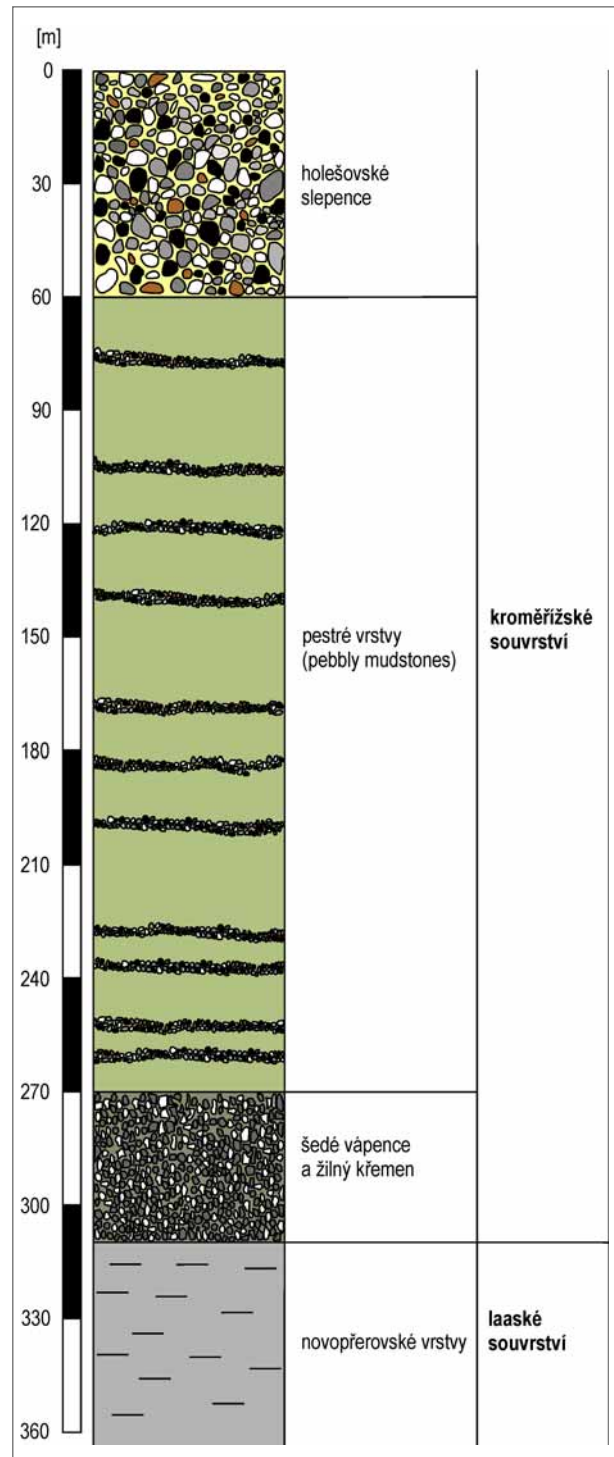 [m]
0
30
60
90
120
150
180
210
240
270
300
330
360
holešovské
slepence
pestré vrstvy
(pebbly mudstones)
kroměřížské
souvrství
šedé vápence
a žilný křemen
novopřerovské vrstvy
laaské
souvrství